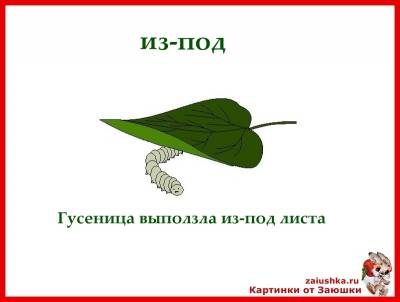 из-под
Гусеница выползла из-под листа
zaiushka.ru
Картинки от Заюшки